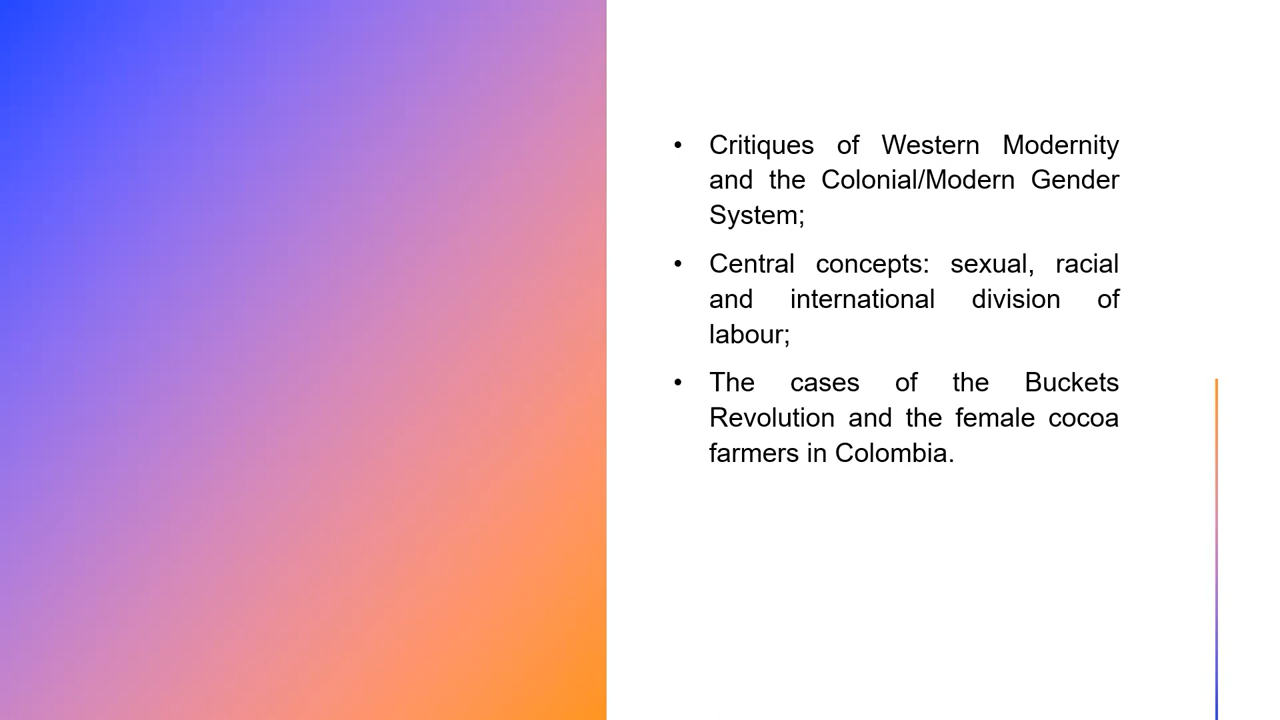 • Critiques of Western Modernity
and the Colonial/Modern Gender
System;
• Central concepts: sexual, racial
and international division of
labour;
• The cases of the Buckets
Revolution and the female cocoa
farmers in Colombia.